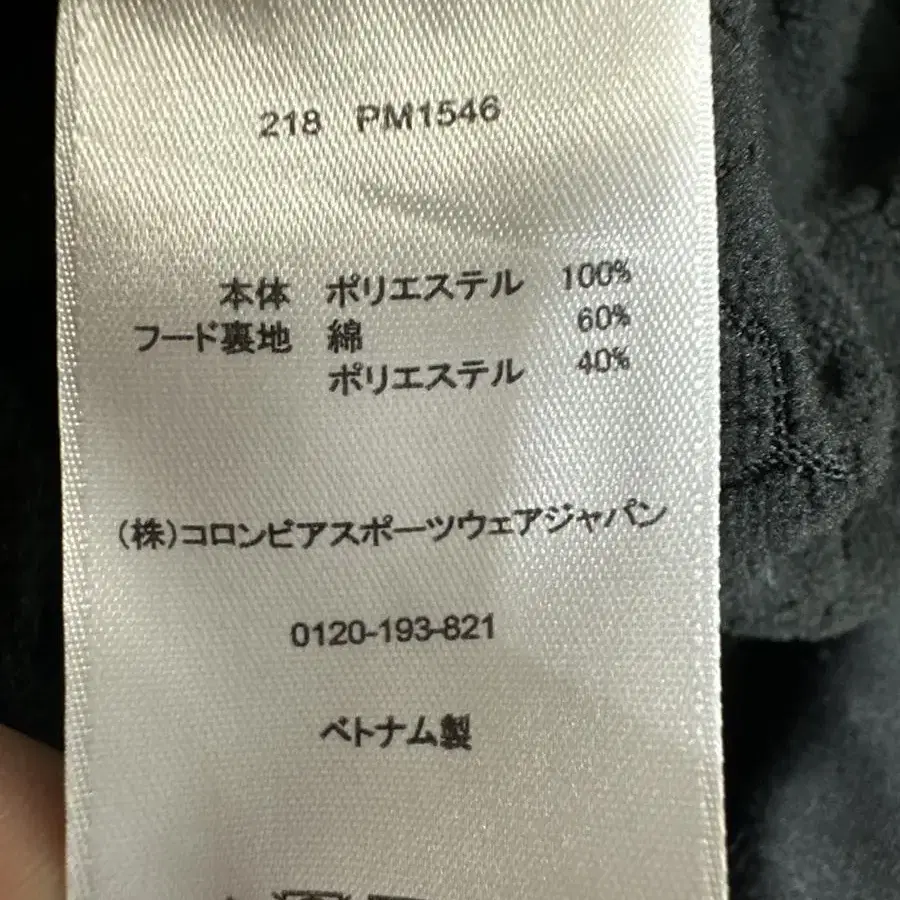 218 PM1546
本体 ポリエステル 100%
フード裏地 綿 60%
ポリエステル 40%
(株)コロンビアスポーツウェアジャパン
0120-193-821
ベトナム製